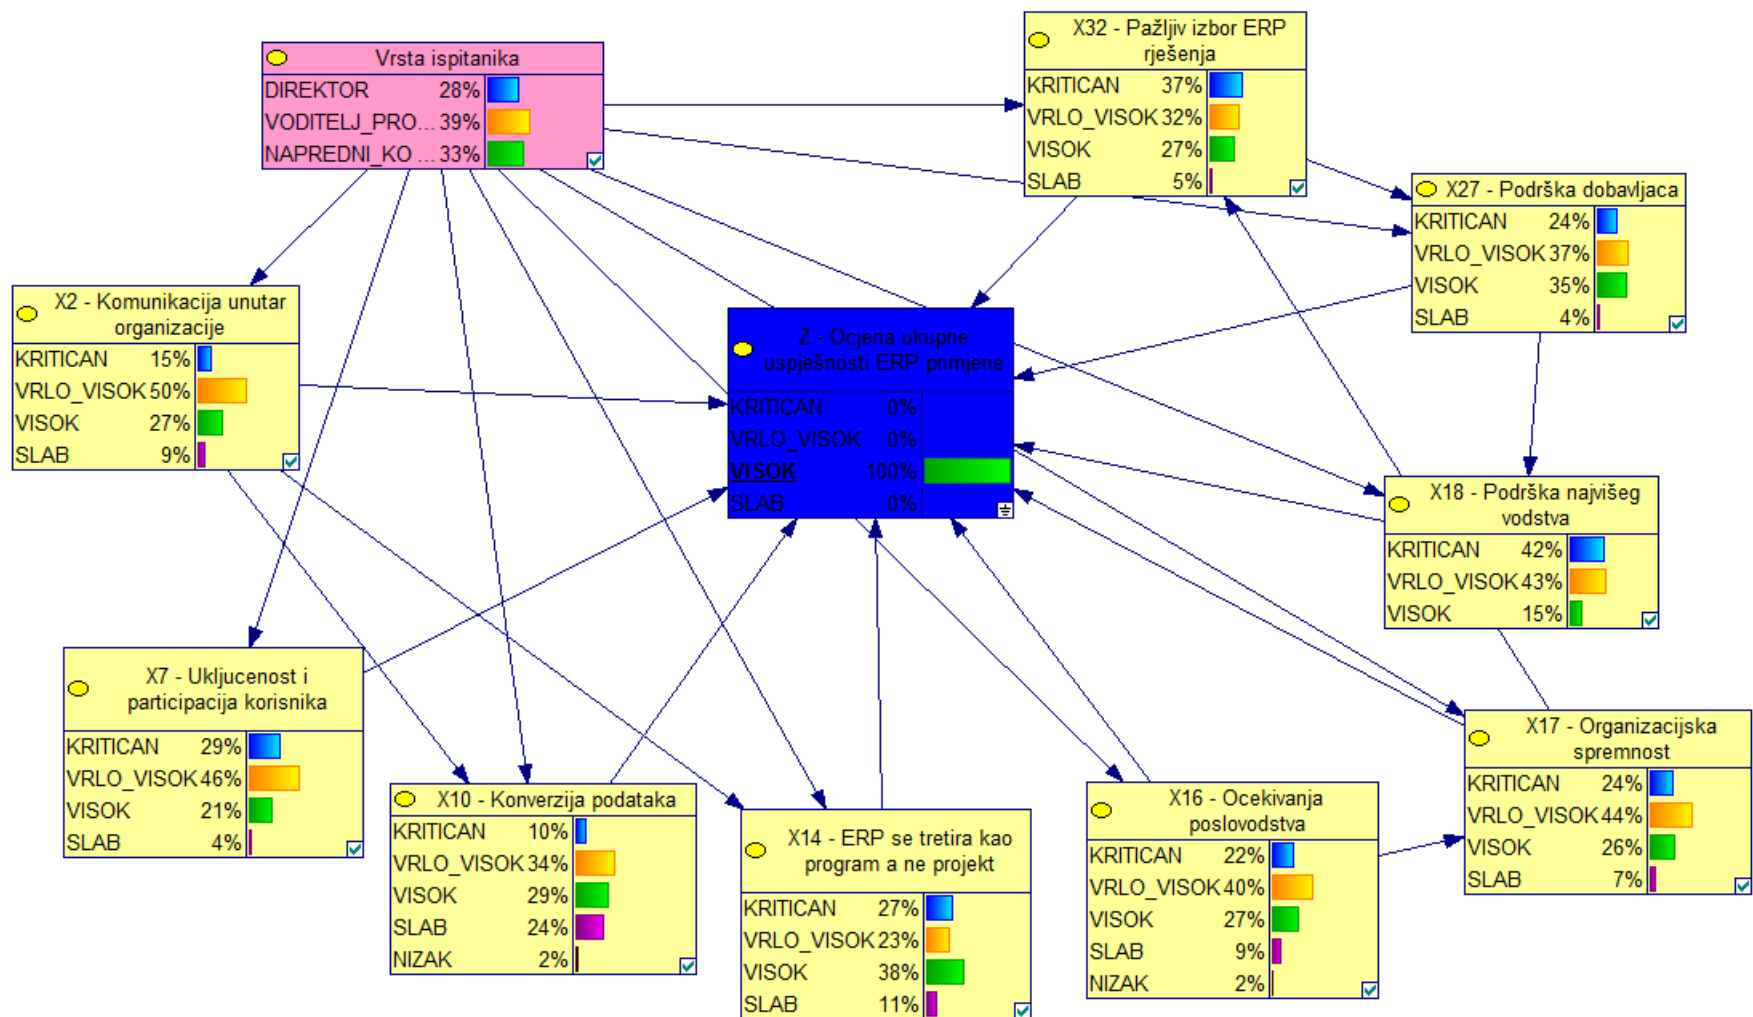 Vrsta ispitanika
DIREKTOR 28%
VODITELJ_PRO... 39%
NAPREDNI_KO ... 33%
X32 - Pažljiv izbor ERP
rješenja
KRITICAN 37%
VRLO_VISOK 32%
VISOK 27%
SLAB 5%
X27 - Podrška dobavljaca
KRITICAN 24%
VRLO_VISOK 37%
VISOK 35%
SLAB 4%
X2 - Komunikacija unutar
organizacije
KRITICAN 15%
VRLO_VISOK 50%
VISOK 27%
SLAB 9%
Z - Ocjena ukupne
uspješnosti ERP primjene
KRITICAN 0%
VRLO_VISOK 0%
VISOK 100%
SLAB 0%
X18 - Podrška najvišeg
vodstva
KRITICAN 42%
VRLO_VISOK 43%
VISOK 15%
X7 - Ukljucenost i
participacija korisnika
KRITICAN 29%
VRLO_VISOK 46%
VISOK 21%
SLAB 4%
X10 - Konverzija podataka
KRITICAN 10%
VRLO_VISOK 34%
VISOK 29%
SLAB 24%
NIZAK 2%
X14 - ERP se tretira kao
program a ne projekt
KRITICAN 27%
VRLO_VISOK 23%
VISOK 38%
SLAB 11%
X16 - Ocekivanja
poslovodstva
KRITICAN 22%
VRLO_VISOK 40%
VISOK 27%
SLAB 9%
NIZAK 2%
X17 - Organizacijska
spremnost
KRITICAN 24%
VRLO_VISOK 44%
VISOK 26%
SLAB 7%